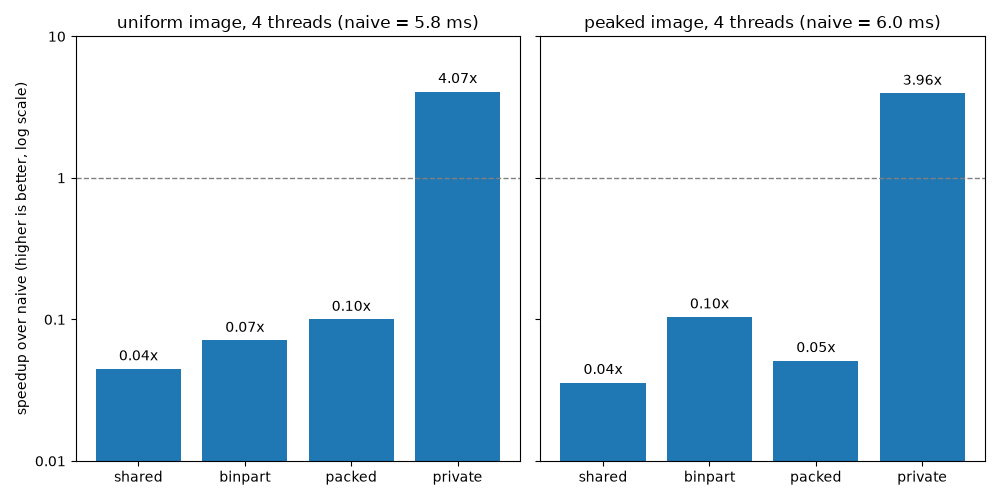 uniform image, 4 threads (naive = 5.8 ms)
peaked image, 4 threads (naive = 6.0 ms)
speedup over naive (higher is better, log scale)
10
1
0.1
0.01
0.04x
0.07x
0.10x
4.07x
0.04x
0.10x
0.05x
3.96x
shared binpart packed private
shared binpart packed private